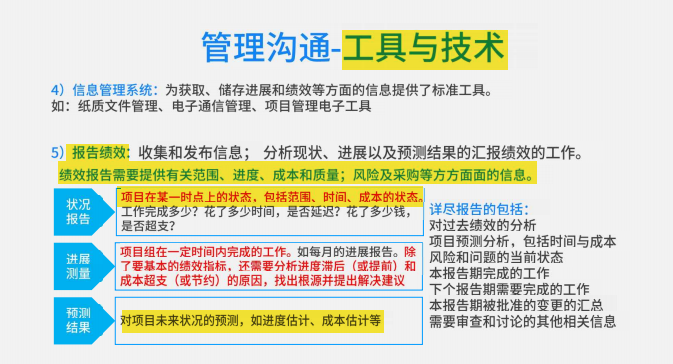 管理沟通-工具与技术
4）信息管理系统：为获取、储存进展和绩效等方面的信息提供了标准工具。
如：纸质文件管理、电子通信管理、项目管理电子工具
5）报告绩效：收集和发布信息； 分析现状、进展以及预测结果的汇报绩效的工作。
绩效报告需要提供有关范围、进度、成本和质量；风险及采购等方方面面的信息。
状况
报告
项目在某一时点上的状态，包括范围、时间、成本的状态。
工作完成多少？花了多少时间，是否延迟？花了多少钱，
是否超支？
进展
测量
项目组在一定时间内完成的工作。如每月的进展报告。除
了要基本的绩效指标，还需要分析进度滞后（或提前）和
成本超支（或节约）的原因，找出根源并提出解决建议
预测
结果
对项目未来状况的预测，如进度估计、成本估计等
详尽报告的包括：
对过去绩效的分析
项目预测分析，包括时间与成本
风险和问题的当前状态
本报告期完成的工作
下个报告期需要完成的工作
本报告期被批准的变更的汇总
需要审查和讨论的其他相关信息